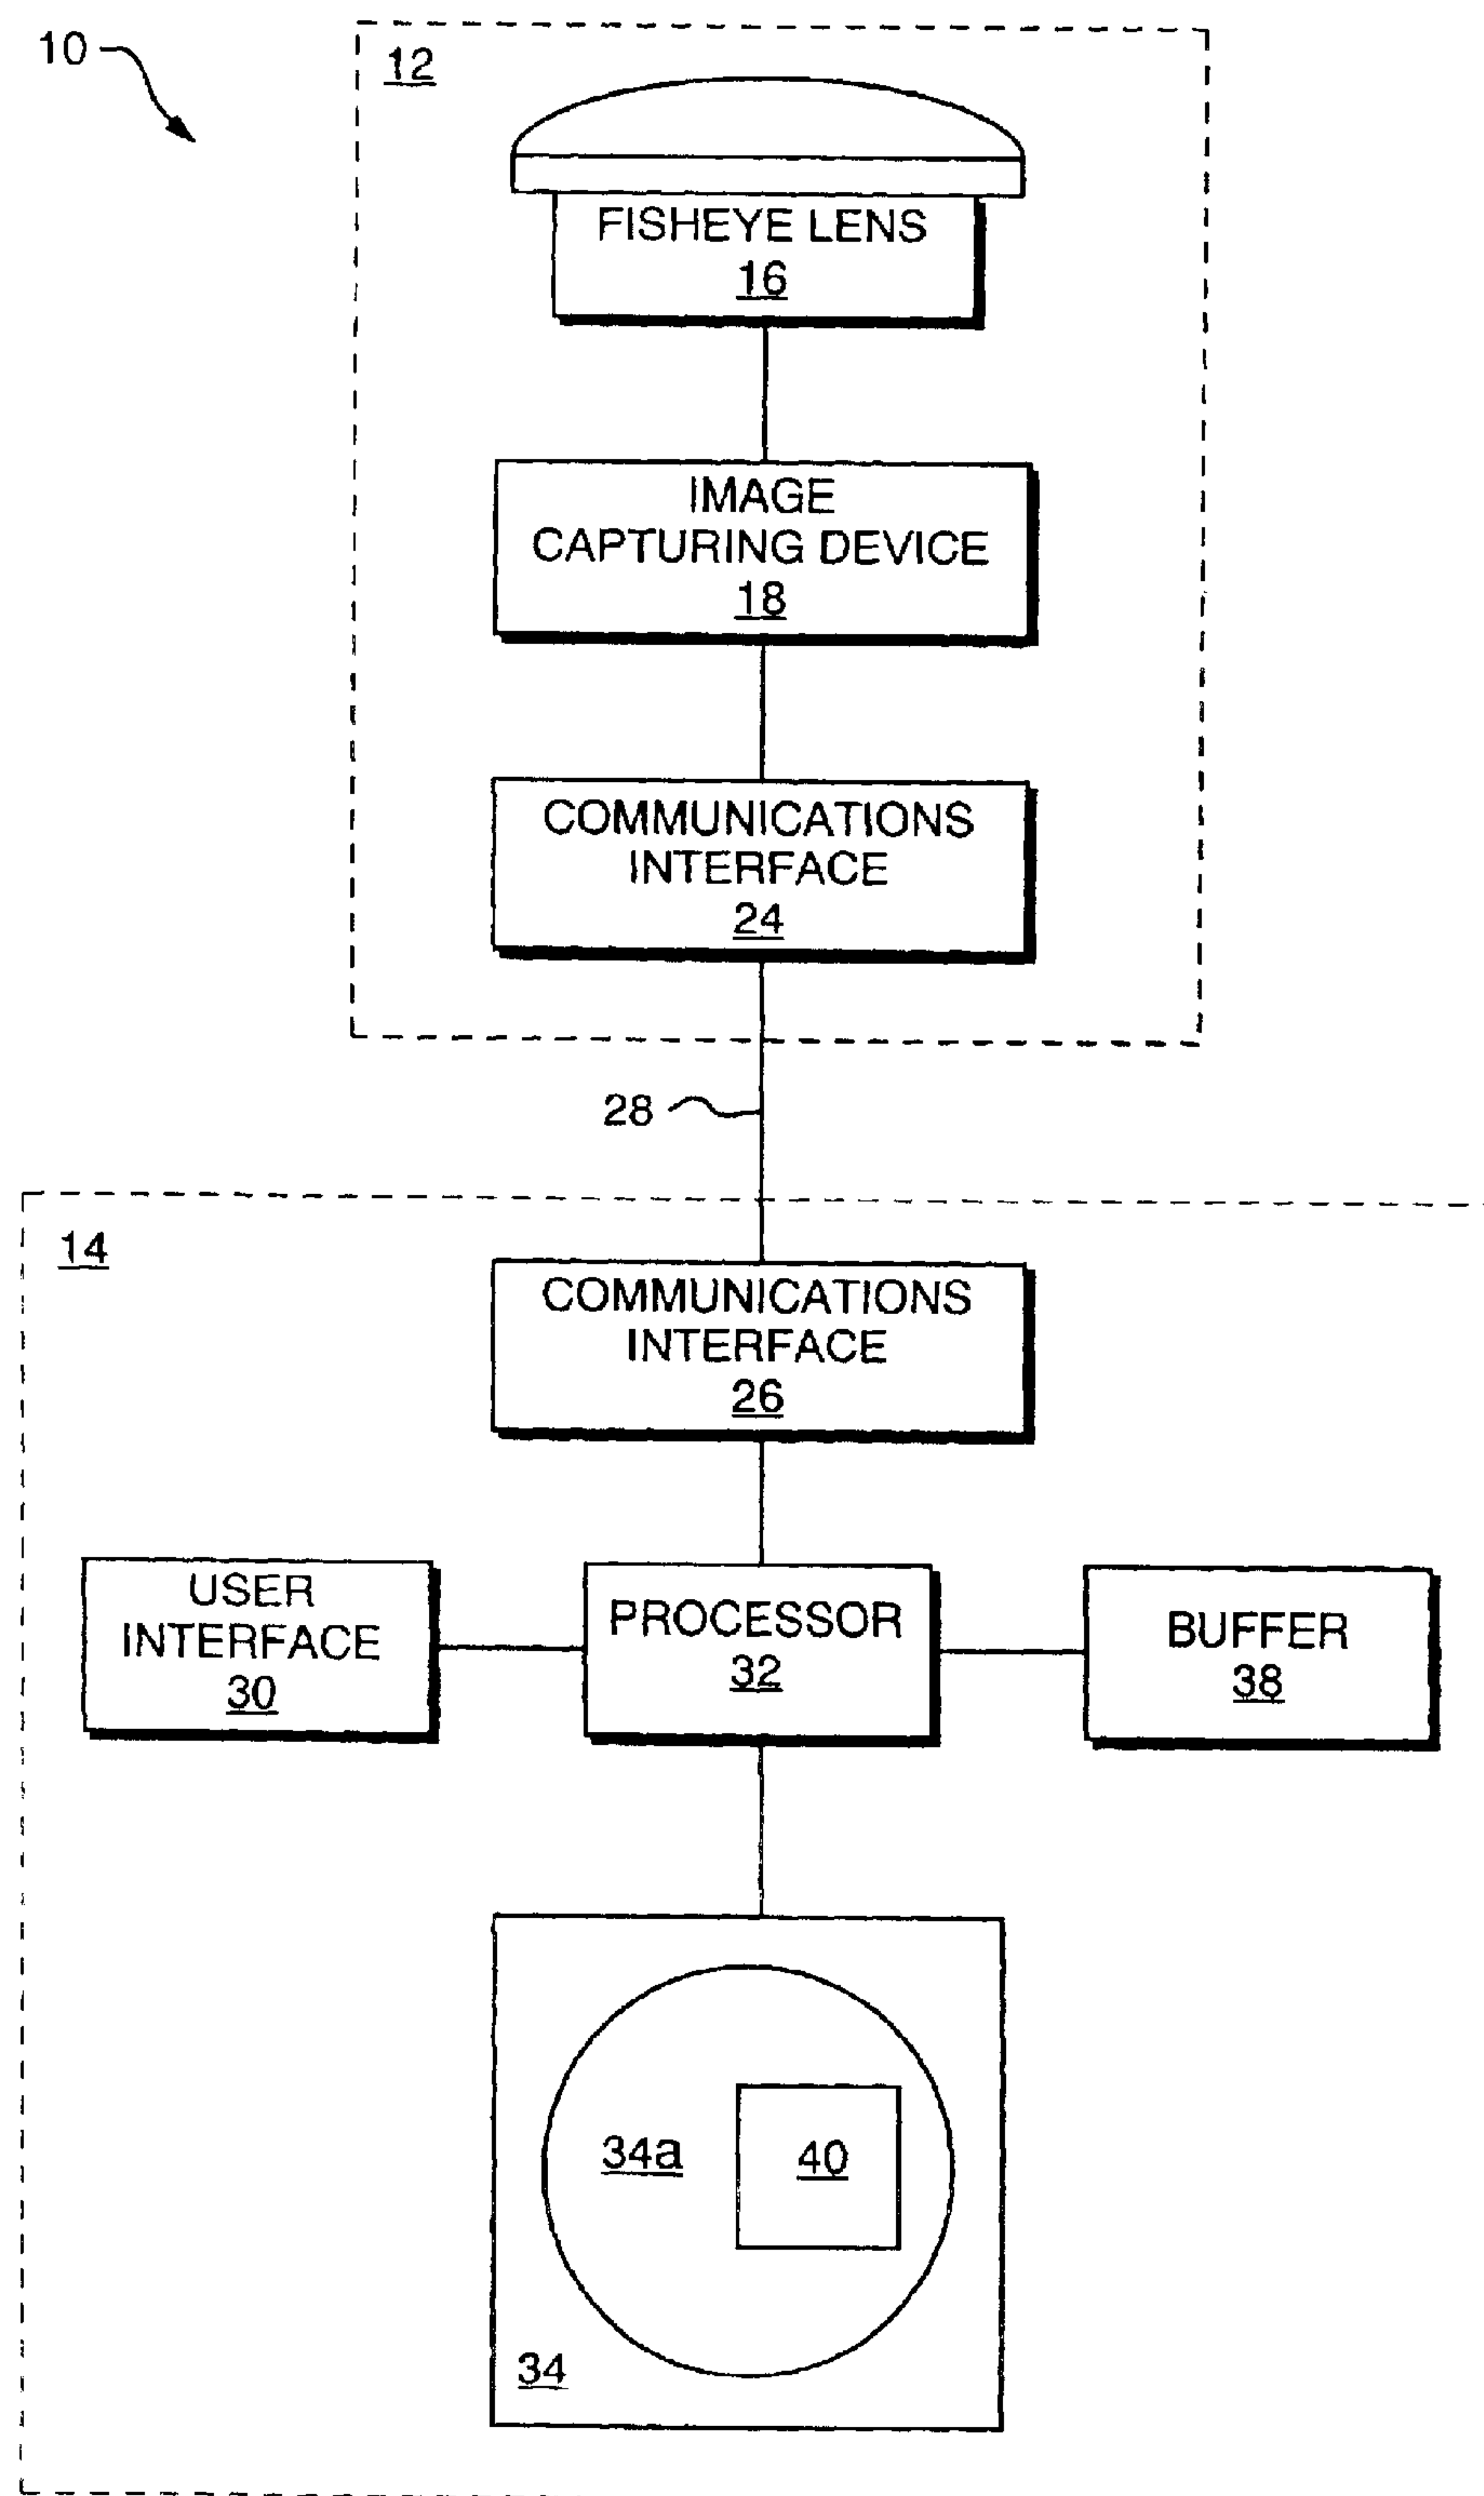 10
12
FISHEYE LENS
16
IMAGE
CAPTURING DEVICE
18
COMMUNICATIONS
INTERFACE
24
28
14
COMMUNICATIONS
INTERFACE
26
USER
INTERFACE
30
PROCESSOR
32
BUFFER
38
34a
40
34